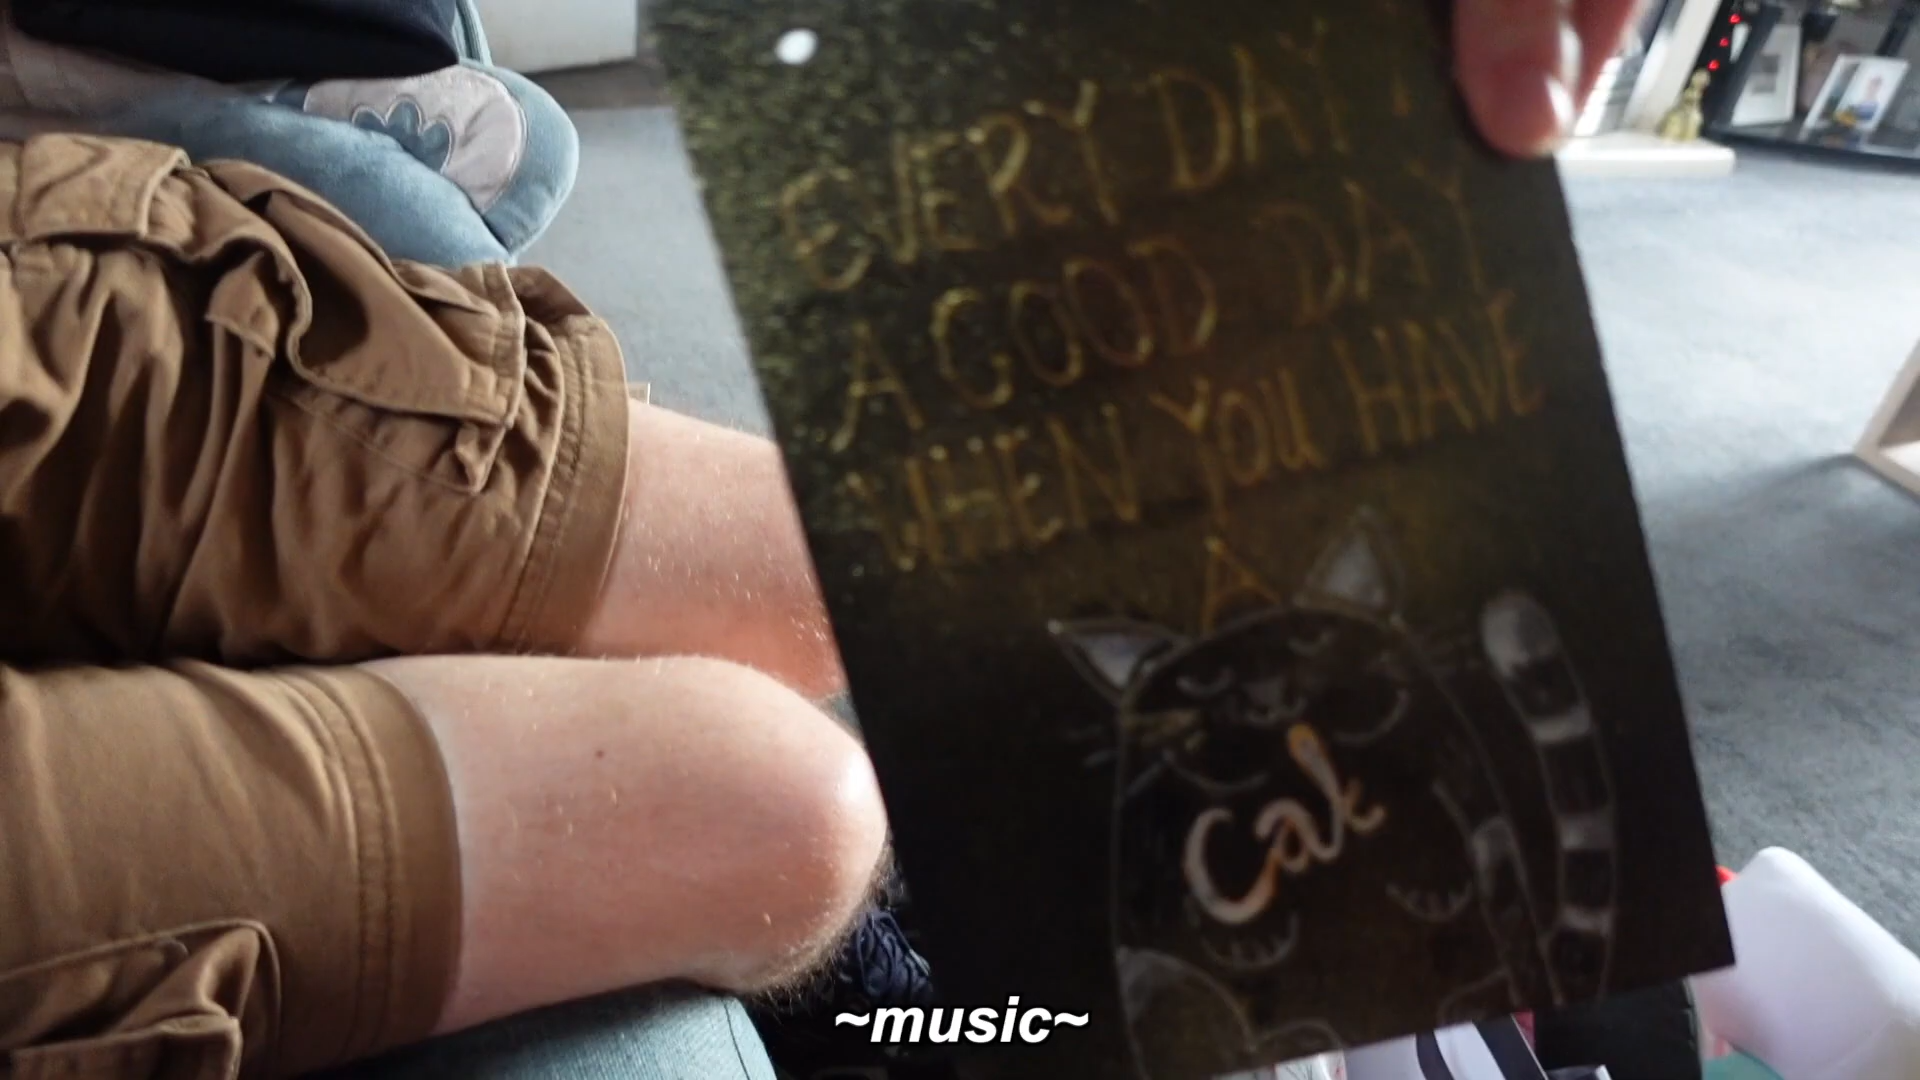 EVERY DAY I
A GOOD DAY
WHEN YOU HAVE
A
Cat
~music~